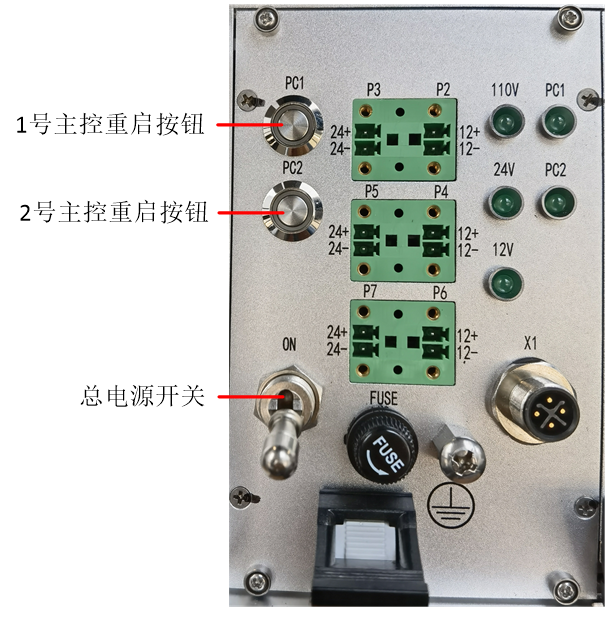 PC1
P3 P2
110V PC1
1号主控重启按钮
24+ 12+
24- 12-
PC2
24V PC2
P5 P4
2号主控重启按钮
24+ 12+
24- 12-
12V
P7 P6
24+ 12+
24- 12-
ON
X1
总电源开关
FUSE
FUSE